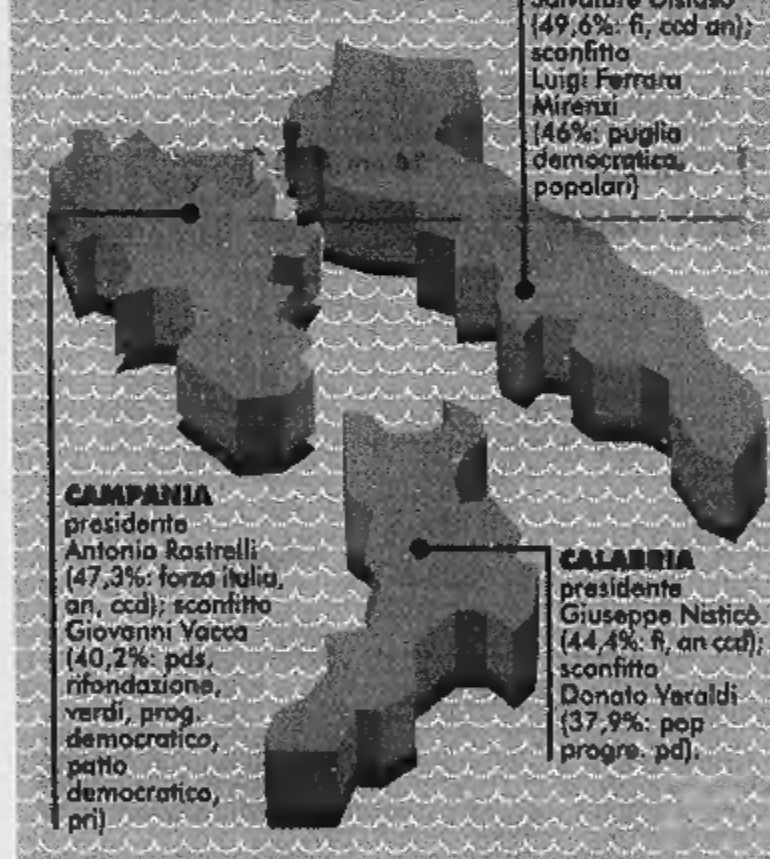 Salvatore Distaso
(49,6%: fi, ccd an);
sconfitto
Luigi Ferrara
Mirenzi
(46%: puglia
democratica,
popolari)
CAMPANIA
presidente
Antonio Rastrelli
(47,3%: forza italia,
an, ccd); sconfitto
Giovanni Vacca
(40,2%: pds,
rifondazione,
verdi, prog.
democratico,
patto
democratico,
pri)
CALABRIA
presidente
Giuseppe Nisticò
(44,4%: fi, an ccd);
sconfitto
Donato Veraldi
(37,9%: pop
progre. pd).